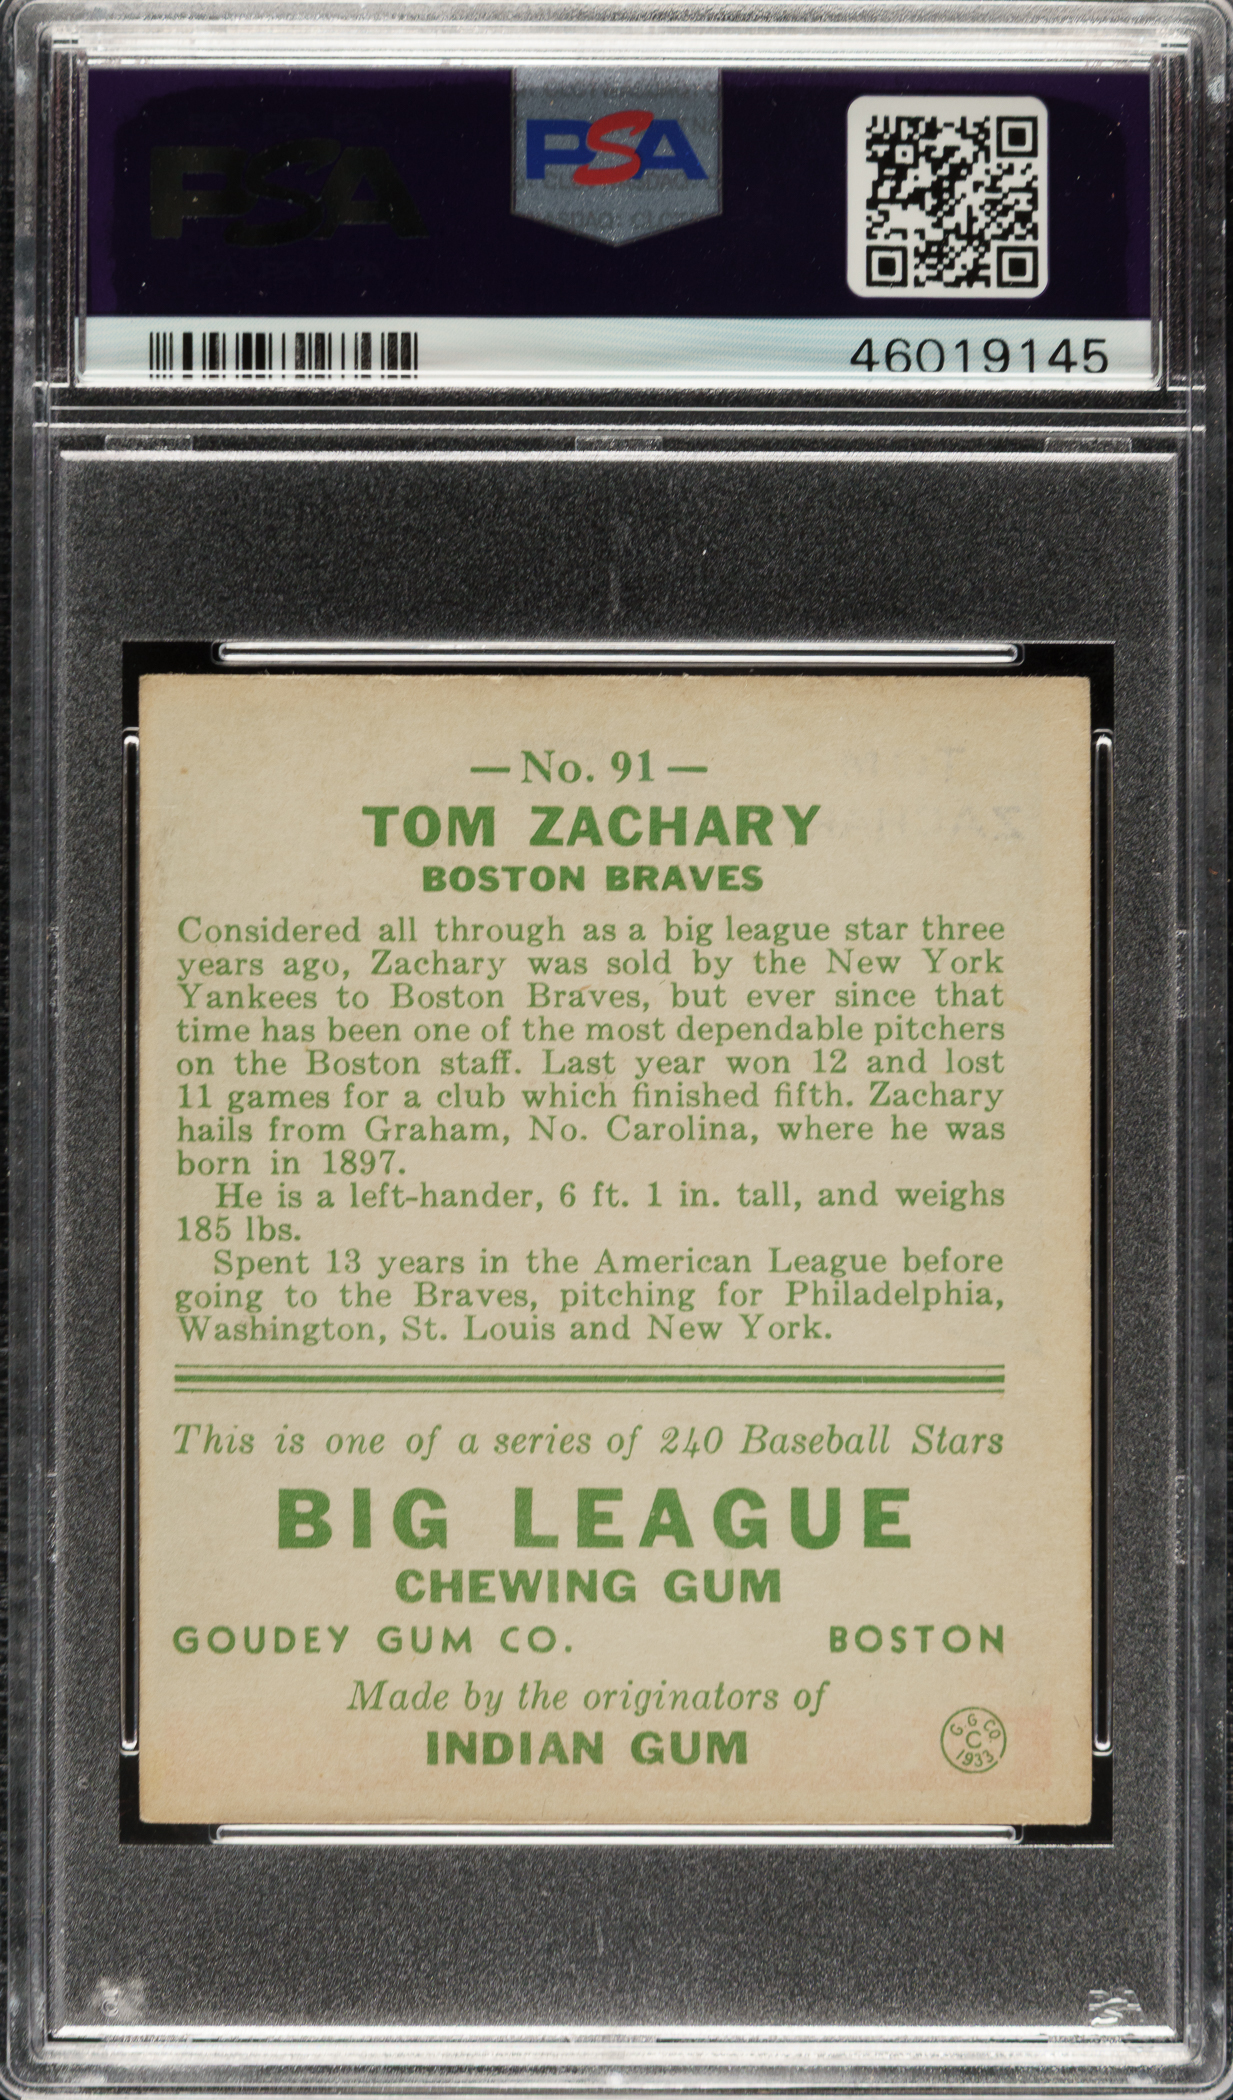 PSA
PSA
46019145
— No. 91 —
TOM ZACHARY
BOSTON BRAVES
Considered all through as a big league star three
years ago, Zachary was sold by the New York
Yankees to Boston Braves, but ever since that
time has been one of the most dependable pitchers
on the Boston staff. Last year won 12 and lost
11 games for a club which finished fifth. Zachary
hails from Graham, No. Carolina, where he was
born in 1897.
He is a left-hander, 6 ft. 1 in. tall, and weighs
185 lbs.
Spent 13 years in the American League before
going to the Braves, pitching for Philadelphia,
Washington, St. Louis and New York.
This is one of a series of 240 Baseball Stars
BIG LEAGUE
CHEWING GUM
GOUDEY GUM CO. BOSTON
Made by the originators of
INDIAN GUM
G. G. CO.
C
1933